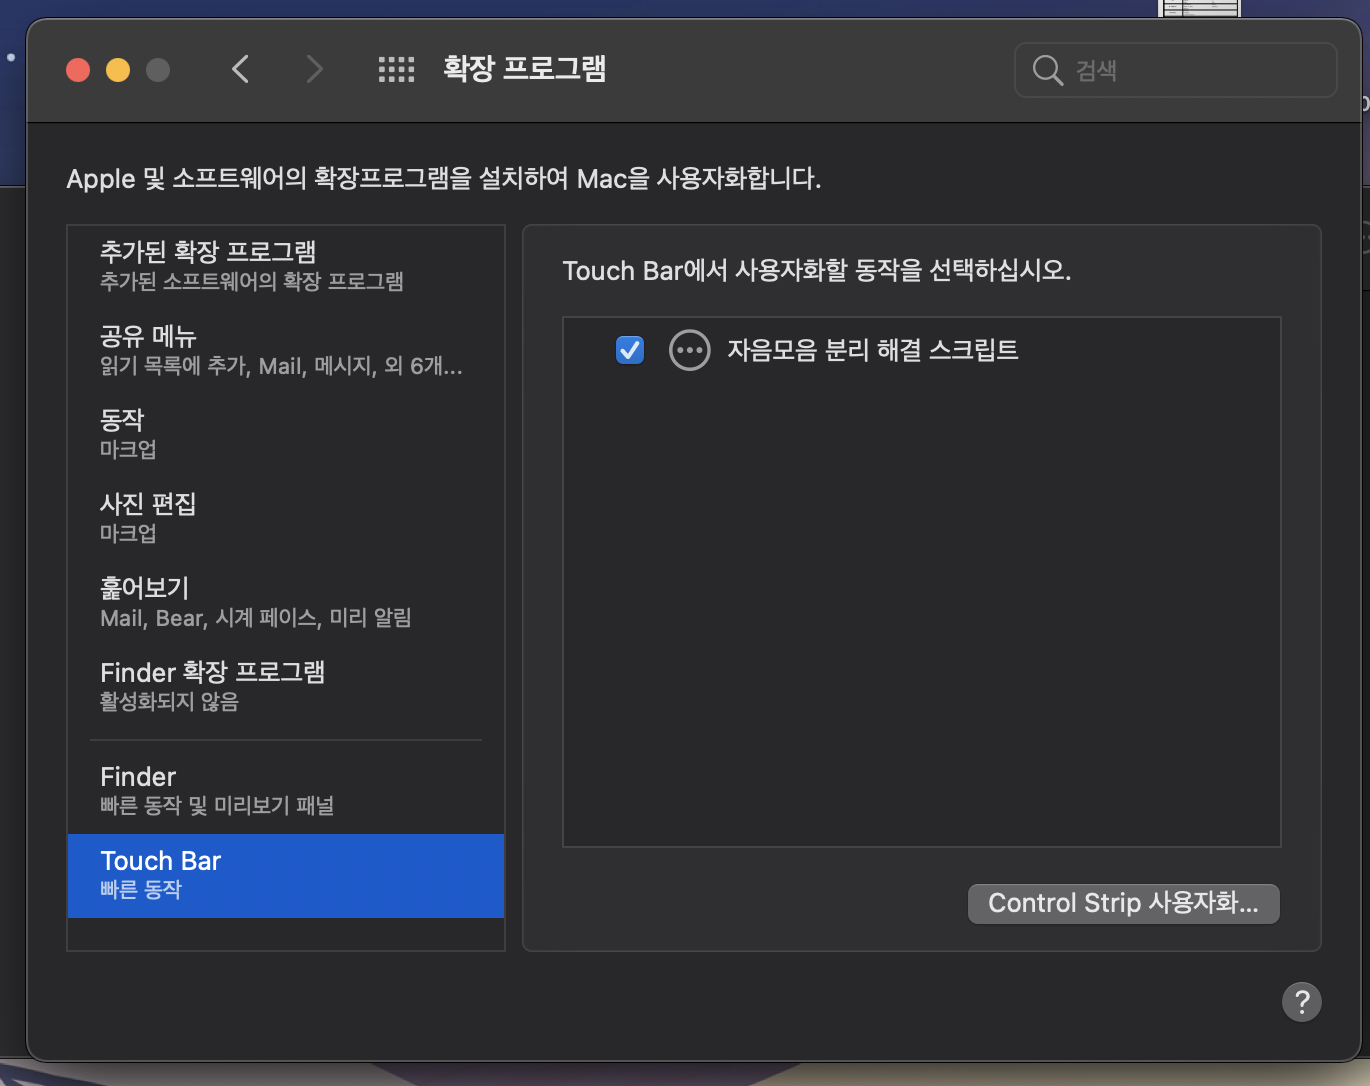 확장 프로그램
검색
Apple 및 소프트웨어의 확장프로그램을 설치하여 Mac을 사용자화합니다.
추가된 확장 프로그램
추가된 소프트웨어의 확장 프로그램
공유 메뉴
읽기 목록에 추가, Mail, 메시지, 외 6개...
동작
마크업
사진 편집
마크업
훑어보기
Mail, Bear, 시계 페이스, 미리 알림
Finder 확장 프로그램
활성화되지 않음
Finder
빠른 동작 및 미리보기 패널
Touch Bar
빠른 동작
Touch Bar에서 사용자화할 동작을 선택하십시오.
자음모음 분리 해결 스크립트
Control Strip 사용자화...
?